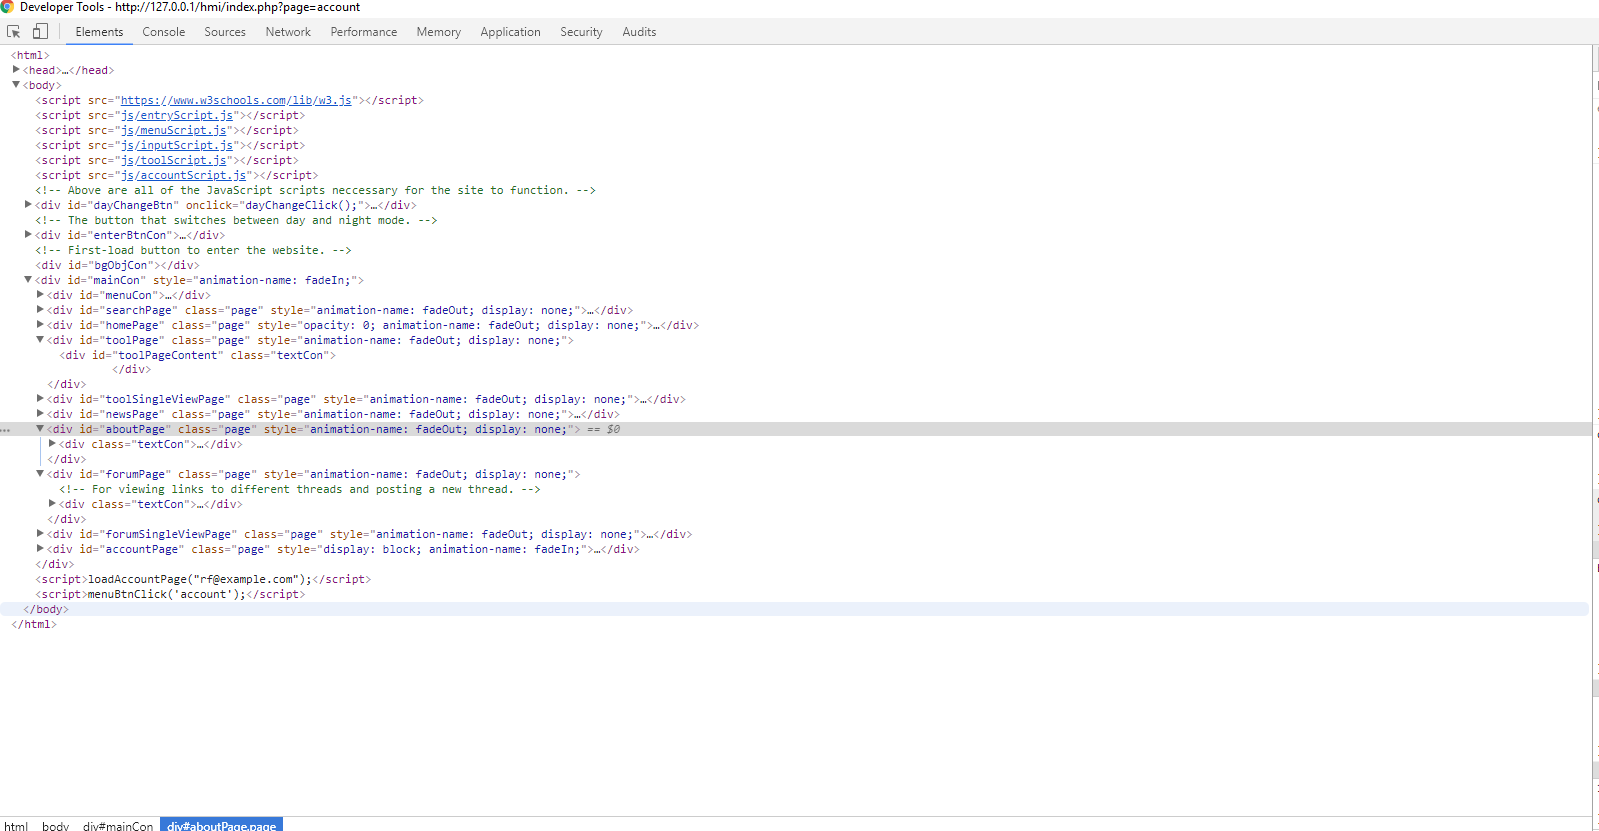 Developer Tools - http://127.0.0.1/hmi/index.php?page=account
Elements Console Sources Network Performance Memory Application Security Audits
<html>
<head>…</head>
<body>
<script src="https://www.w3schools.com/lib/w3.js"></script>
<script src="js/entryScript.js"></script>
<script src="js/menuScript.js"></script>
<script src="js/inputScript.js"></script>
<script src="js/toolScript.js"></script>
<script src="js/accountScript.js"></script>
<!-- Above are all of the JavaScript scripts neccessary for the site to function. -->
<div id="dayChangeBtn" onclick="dayChangeClick();">…</div>
<!-- The button that switches between day and night mode. -->
<div id="enterBtnCon">…</div>
<!-- First-load button to enter the website. -->
<div id="bgObjCon"></div>
<div id="mainCon" style="animation-name: fadeIn;">
<div id="menuCon">…</div>
<div id="searchPage" class="page" style="animation-name: fadeOut; display: none;">…</div>
<div id="homePage" class="page" style="opacity: 0; animation-name: fadeOut; display: none;">…</div>
<div id="toolPage" class="page" style="animation-name: fadeOut; display: none;">
<div id="toolPageContent" class="textCon">
</div>
</div>
<div id="toolSingleViewPage" class="page" style="animation-name: fadeOut; display: none;">…</div>
<div id="newsPage" class="page" style="animation-name: fadeOut; display: none;">…</div>
... <div id="aboutPage" class="page" style="animation-name: fadeOut; display: none;"> == $0
<div class="textCon">…</div>
</div>
<div id="forumPage" class="page" style="animation-name: fadeOut; display: none;">
<!-- For viewing links to different threads and posting a new thread. -->
<div class="textCon">…</div>
</div>
<div id="forumSingleViewPage" class="page" style="animation-name: fadeOut; display: none;">…</div>
<div id="accountPage" class="page" style="display: block; animation-name: fadeIn;">…</div>
</div>
<script>loadAccountPage("rf@example.com");</script>
<script>menuBtnClick('account');</script>
</body>
</html>
html body div#mainCon div#aboutPage.page